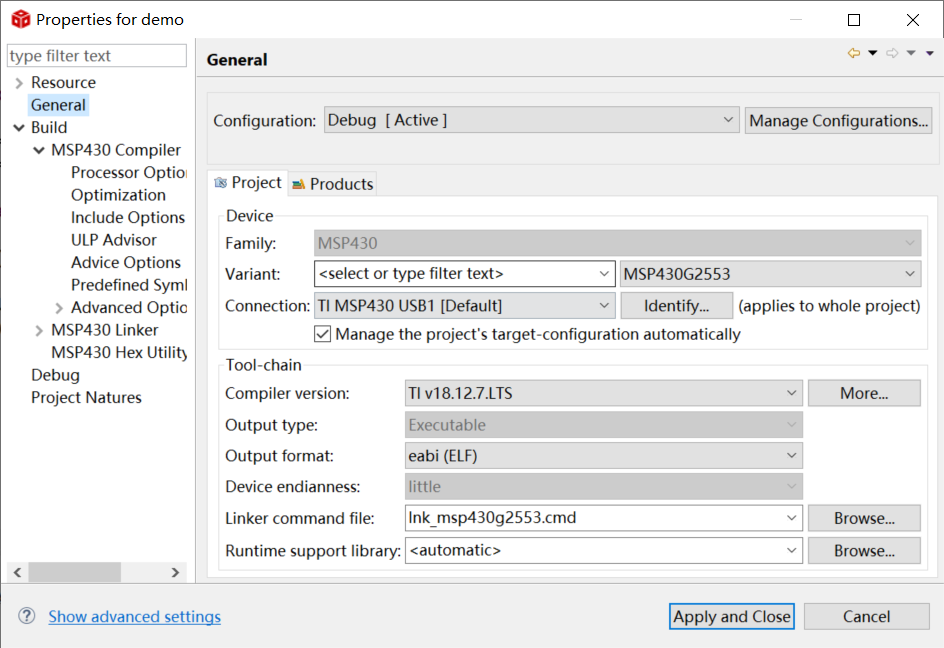 Properties for demo
type filter text
Resource
General
Build
MSP430 Compiler
Processor Optio
Optimization
Include Options
ULP Advisor
Advice Options
Predefined Symb
Advanced Optio
MSP430 Linker
MSP430 Hex Utility
Debug
Project Natures
General
Configuration: Debug [ Active ] Manage Configurations...
Project Products
Device
Family: MSP430
Variant: <select or type filter text> MSP430G2553
Connection: TI MSP430 USB1 [Default] Identify... (applies to whole project)
Manage the project's target-configuration automatically
Tool-chain
Compiler version: TI v18.12.7.LTS More...
Output type: Executable
Output format: eabi (ELF)
Device endianness: little
Linker command file: lnk_msp430g2553.cmd Browse...
Runtime support library: <automatic> Browse...
Show advanced settings Apply and Close Cancel